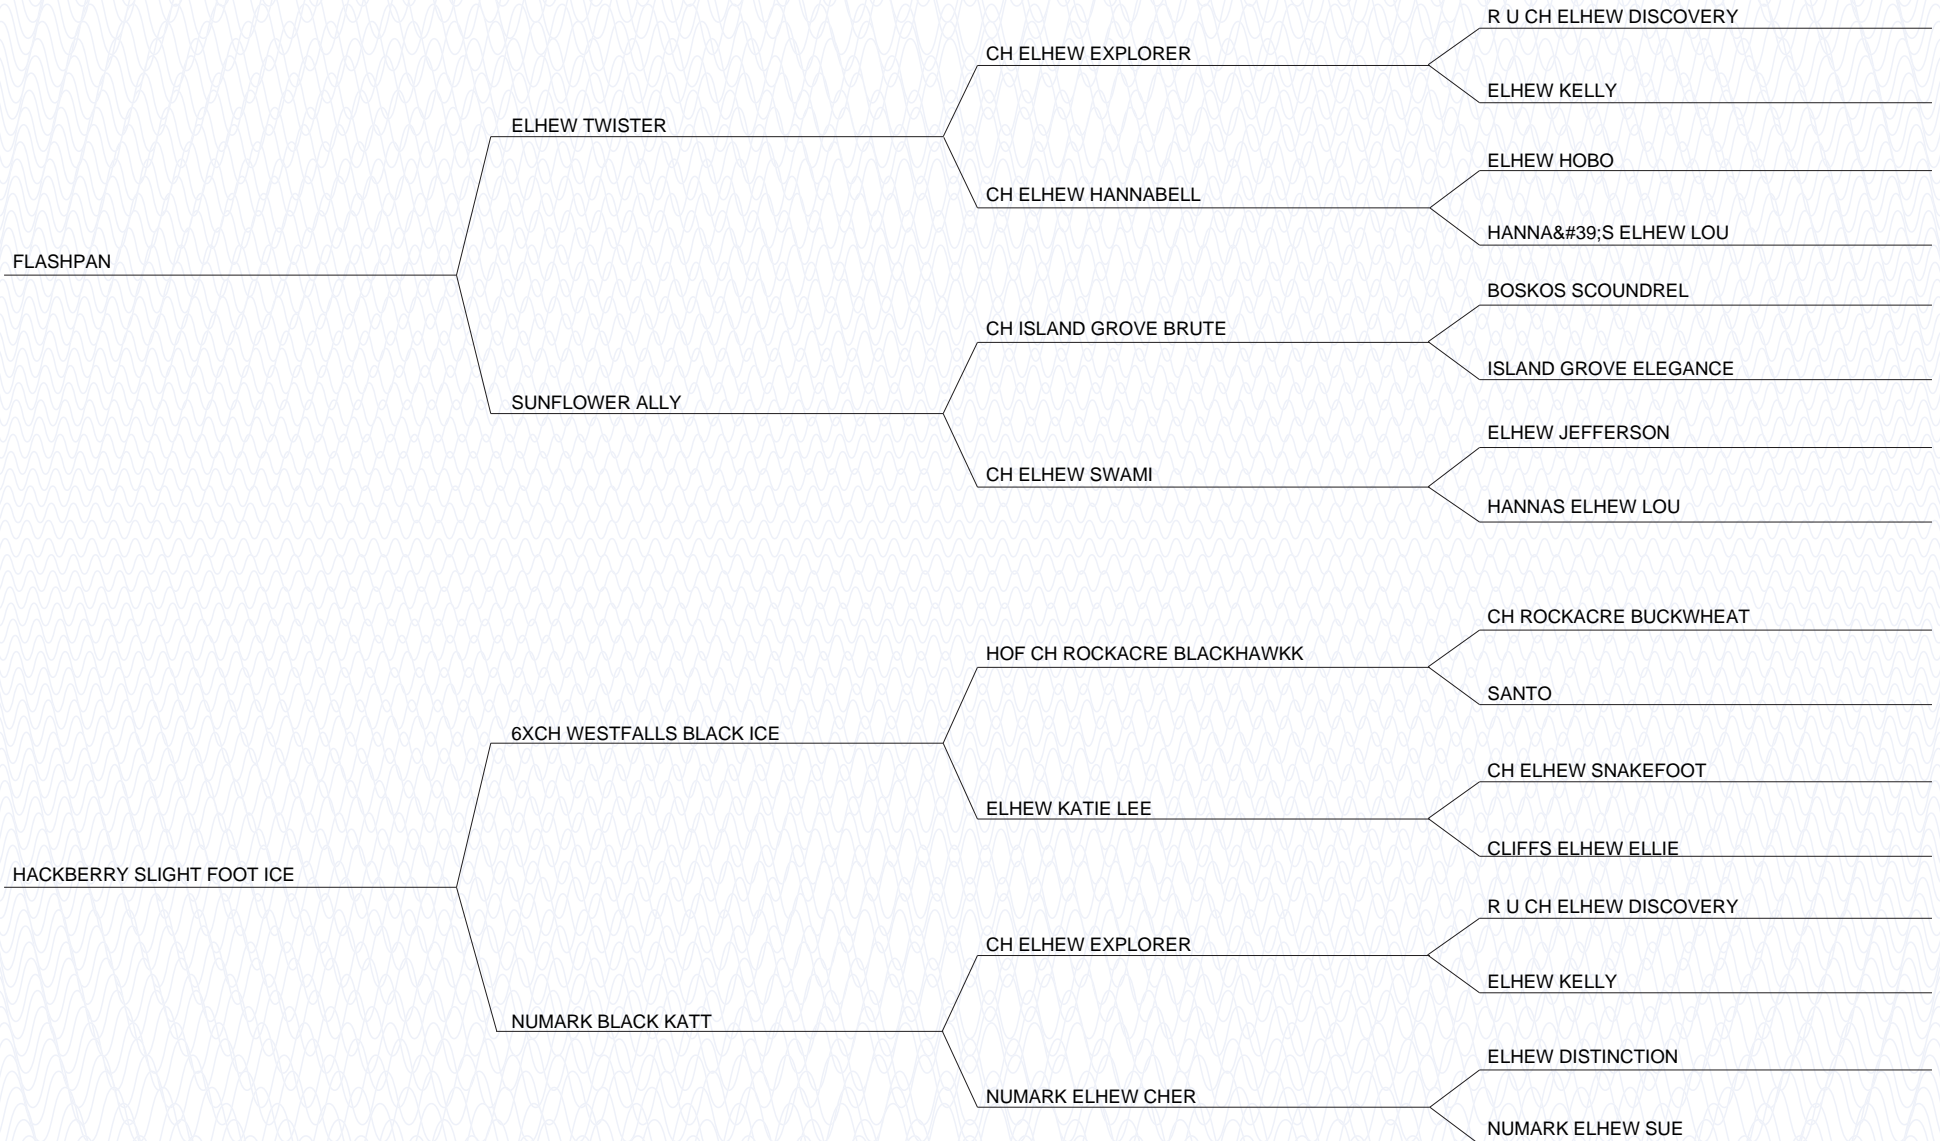 R U CH ELHEW DISCOVERY
CH ELHEW EXPLORER
ELHEW KELLY
ELHEW TWISTER
ELHEW HOBO
CH ELHEW HANNABELL
HANNA&#39;S ELHEW LOU
FLASHPAN
BOSKOS SCOUNDREL
CH ISLAND GROVE BRUTE
ISLAND GROVE ELEGANCE
SUNFLOWER ALLY
ELHEW JEFFERSON
CH ELHEW SWAMI
HANNAS ELHEW LOU
CH ROCKACRE BUCKWHEAT
HOF CH ROCKACRE BLACKHAWKK
SANTO
6XCH WESTFALLS BLACK ICE
CH ELHEW SNAKEFOOT
ELHEW KATIE LEE
CLIFFS ELHEW ELLIE
HACKBERRY SLIGHT FOOT ICE
R U CH ELHEW DISCOVERY
CH ELHEW EXPLORER
ELHEW KELLY
NUMARK BLACK KATT
ELHEW DISTINCTION
NUMARK ELHEW CHER
NUMARK ELHEW SUE